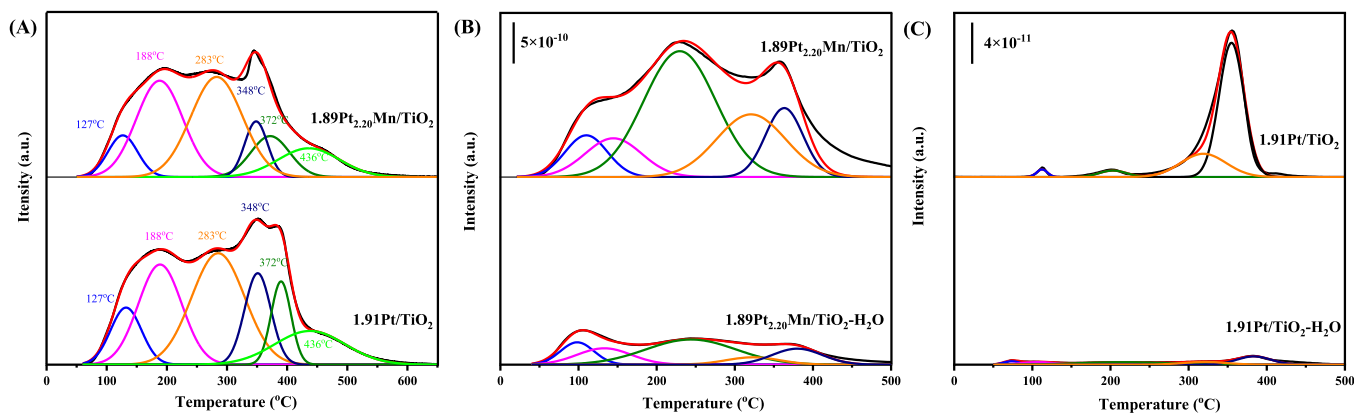 (A)
188°C
283°C
348°C
127°C
372°C
436°C
1.89Pt2.20Mn/TiO2
348°C
188°C
283°C
372°C
127°C
436°C
1.91Pt/TiO2
Itensity (a.u.)
0 100 200 300 400 500 600
Temperature (°C)
(B)
5×10-10
1.89Pt2.20Mn/TiO2
1.89Pt2.20Mn/TiO2-H2O
Intensity (a.u.)
0 100 200 300 400 500
Temperature (°C)
(C)
4×10-11
1.91Pt/TiO2
1.91Pt/TiO2-H2O
Intensity (a.u.)
0 100 200 300 400 500
Temperature (°C)